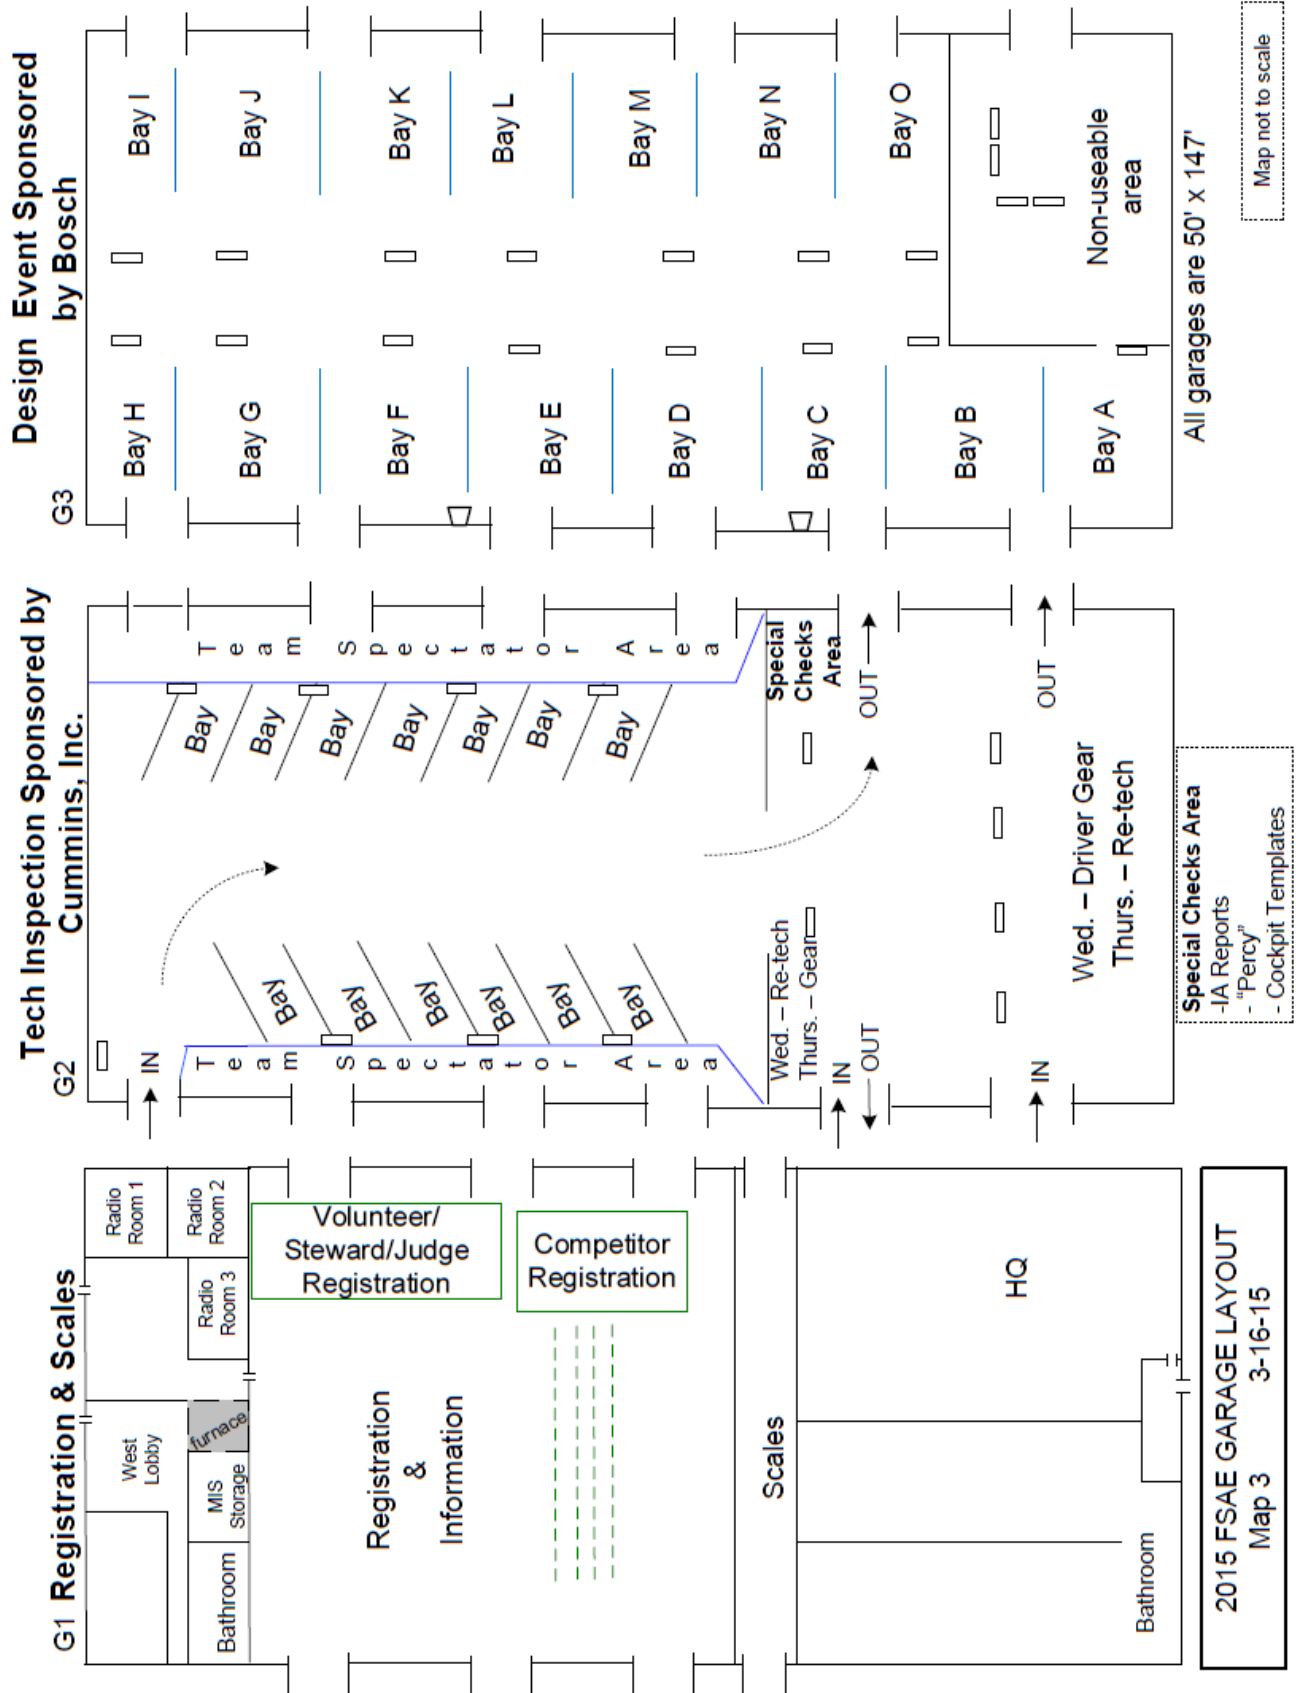 G1 Registration & Scales
Radio
Room 1
Radio
Room 2
Radio
Room 3
West
Lobby
furnace
MIS
Storage
Bathroom
Volunteer/
Steward/Judge
Registration
Competitor
Registration
Registration
&
Information
Scales
HQ
Bathroom
2015 FSAE GARAGE LAYOUT
Map 3 3-16-15
Tech Inspection Sponsored by
Cummins, Inc.
G2
IN
Team Spectator Area
Bay
Bay
Bay
Bay
Bay
Bay
Bay
Team Spectator Area
Bay
Bay
Bay
Bay
Bay
Bay
Special
Checks
Area
OUT
OUT
Wed. – Re-tech
Thurs. – Gear
IN
OUT
IN
Wed. – Driver Gear
Thurs. – Re-tech
Special Checks Area
-IA Reports
- "Percy"
- Cockpit Templates
Design Event Sponsored
by Bosch
G3
Bay H
Bay G
Bay F
Bay E
Bay D
Bay C
Bay B
Bay A
Bay I
Bay J
Bay K
Bay L
Bay M
Bay N
Bay O
Non-useable
area
All garages are 50' x 147'
Map not to scale